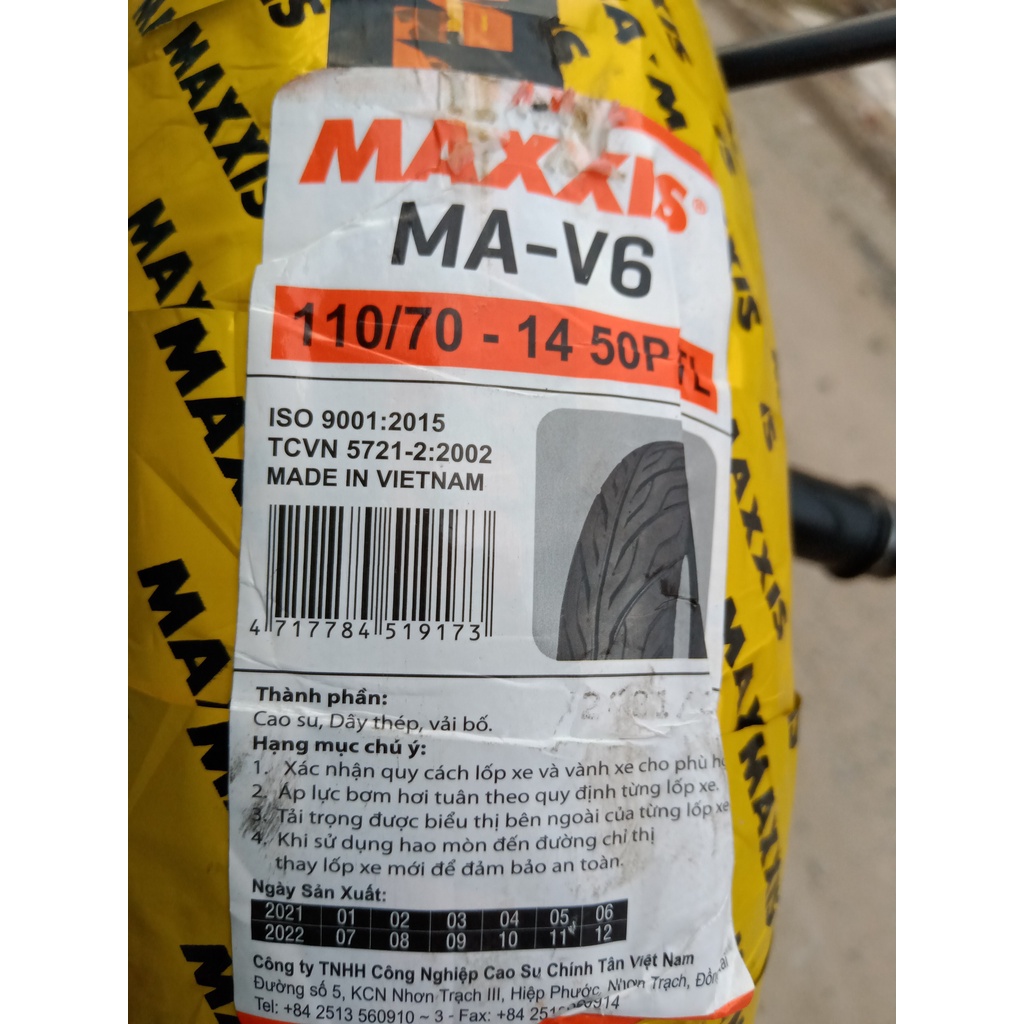 MAXXIS®
MA-V6
110/70 - 14 50P TL
ISO 9001:2015
TCVN 5721-2:2002
MADE IN VIETNAM
4 717784 519173
Thành phần:
Cao su, Dây thép, vải bố.
Hạng mục chú ý:
1. Xác nhận quy cách lốp xe và vành xe cho phù
2. Áp lực bơm hơi tuân theo quy định từng lốp xe.
3. Tải trọng được biểu thị bên ngoài của từng lốp xe
4. Khi sử dụng hao mòn đến đường chỉ thị
thay lốp xe mới để đảm bảo an toàn.
Ngày Sản Xuất:
2021 01 02 03 04 05 06
2022 07 08 09 10 11 12
Công ty TNHH Công Nghiệp Cao Su Chính Tân Việt Nam
Đường số 5, KCN Nhơn Trạch III, Hiệp Phước, Nhơn Trạch,
Tel: +84 2513 560910 ~ 3 - Fax: +84
MAXXIS
MAXXIS